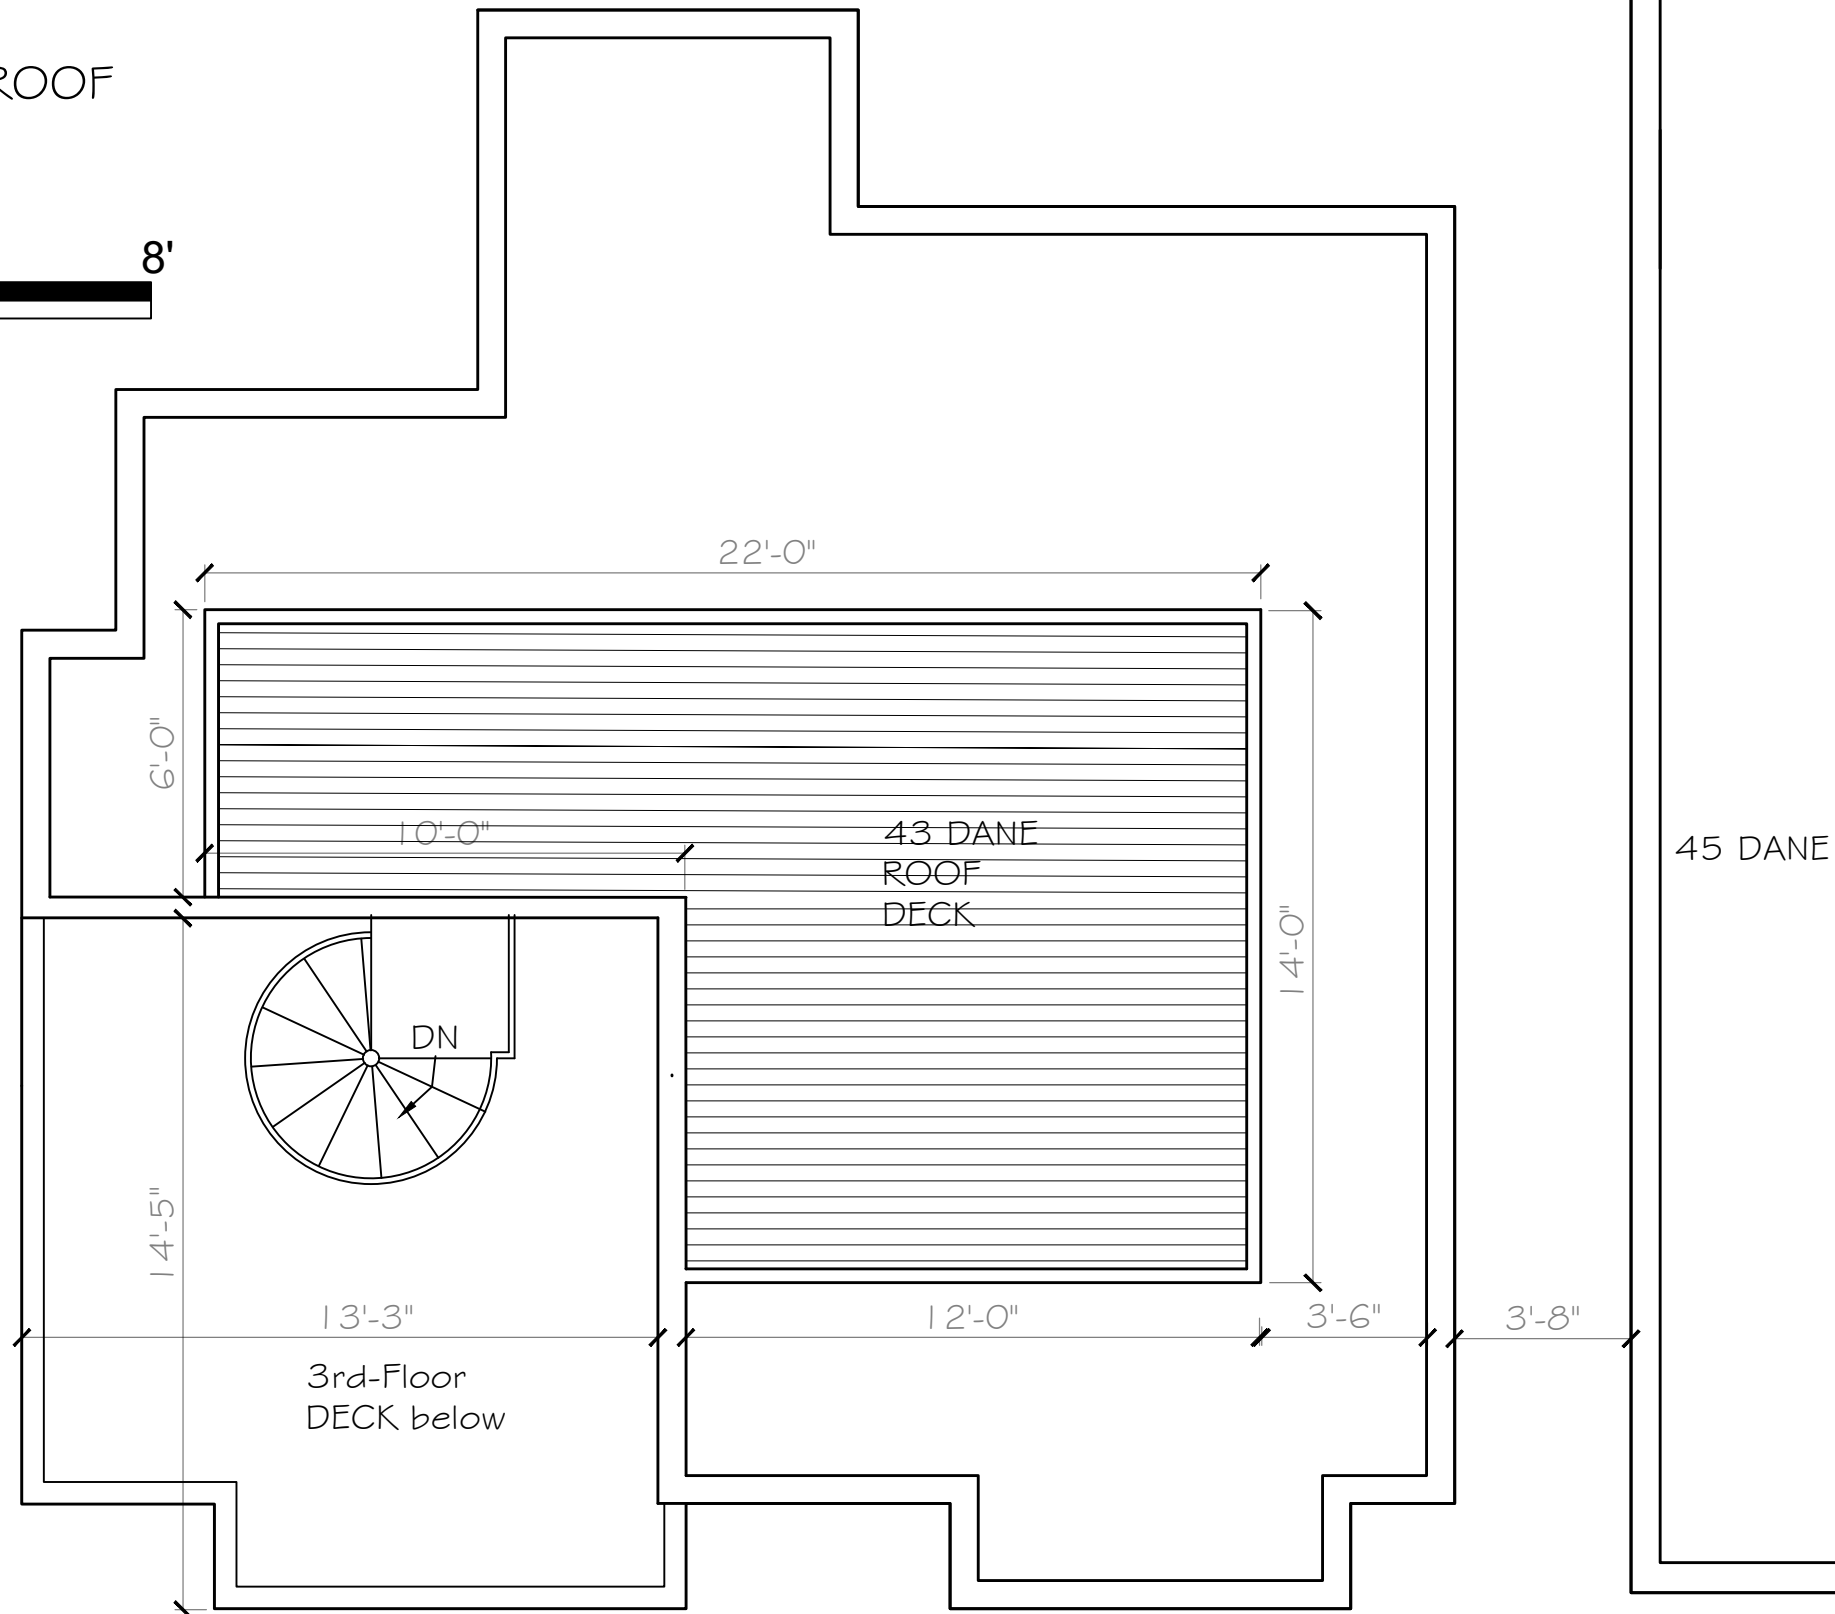 ROOF
8'
22'-0"
6'-0"
10'-0"
43 DANE
ROOF
DECK
45 DANE
14'-0"
DN
14'-5"
13'-3"
12'-0"
3'-6"
3'-8"
3rd-Floor
DECK below